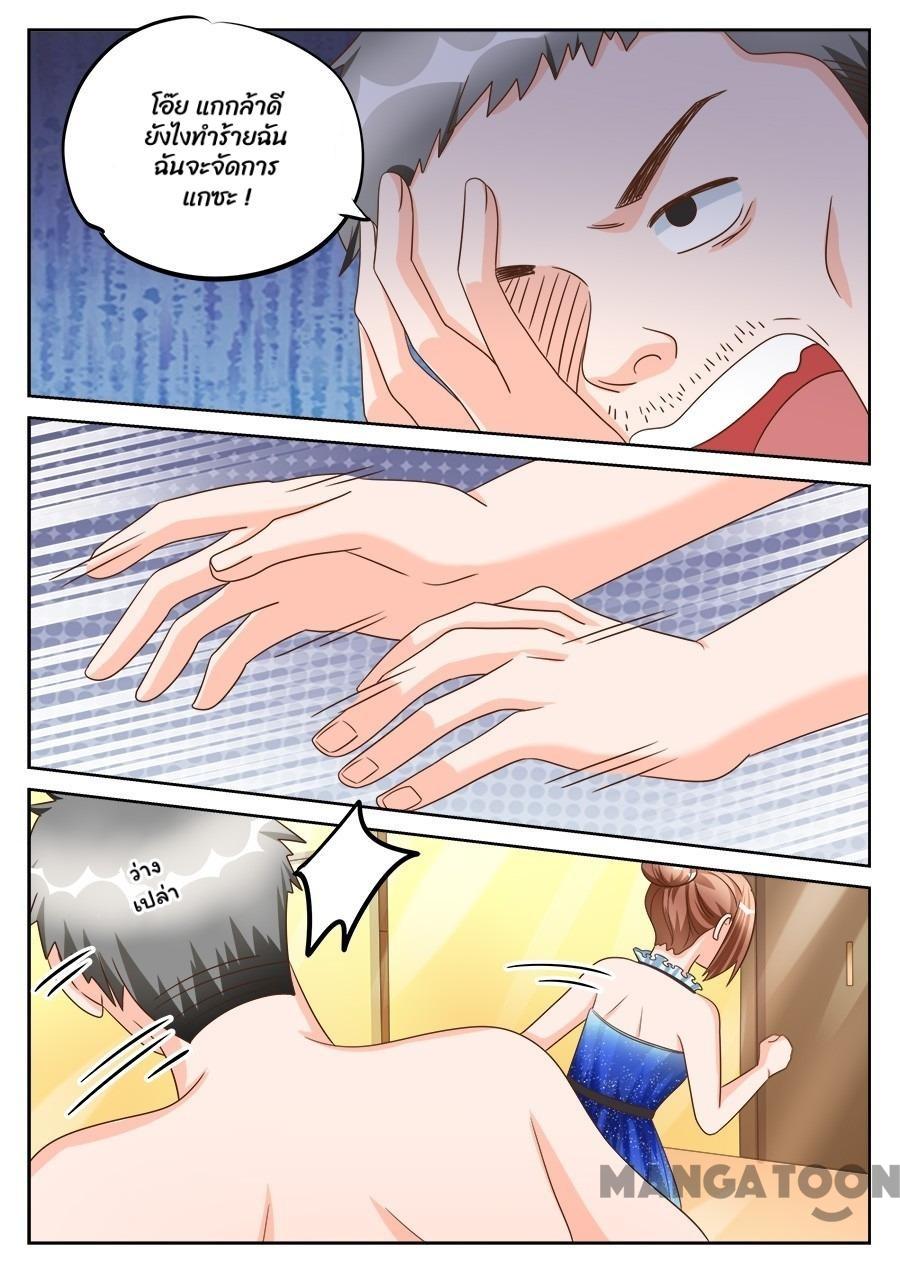 โอ๊ย แกกล้าดี
ยังไงทำร้ายฉัน
ฉันจะจัดการ
แกซะ !
ว่าง
เปล่า
MANGATOON